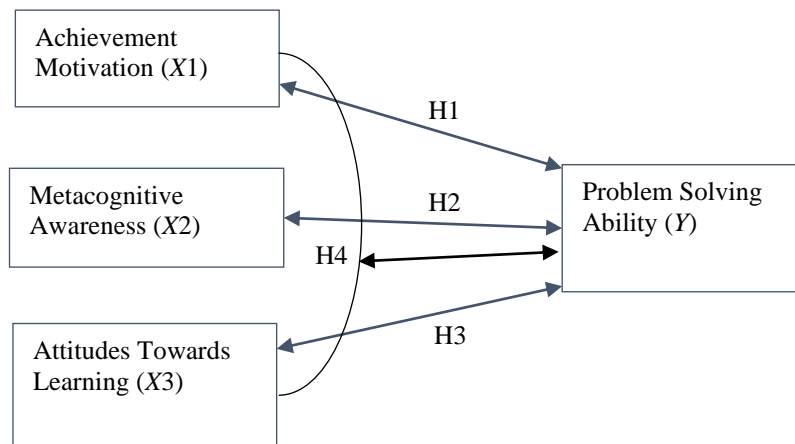 Achievement
Motivation (X1)
H1
Metacognitive
Awareness (X2)
H2
Problem Solving
Ability (Y)
H4
H3
Attitudes Towards
Learning (X3)